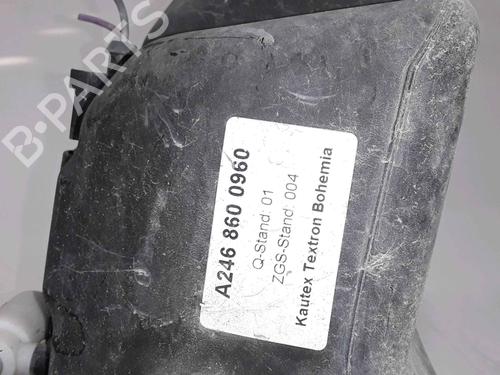 A246 860 0960
Q-Stand: 01
ZGS-Stand: 004
Kautex Textron Bohemia
B-PARTS